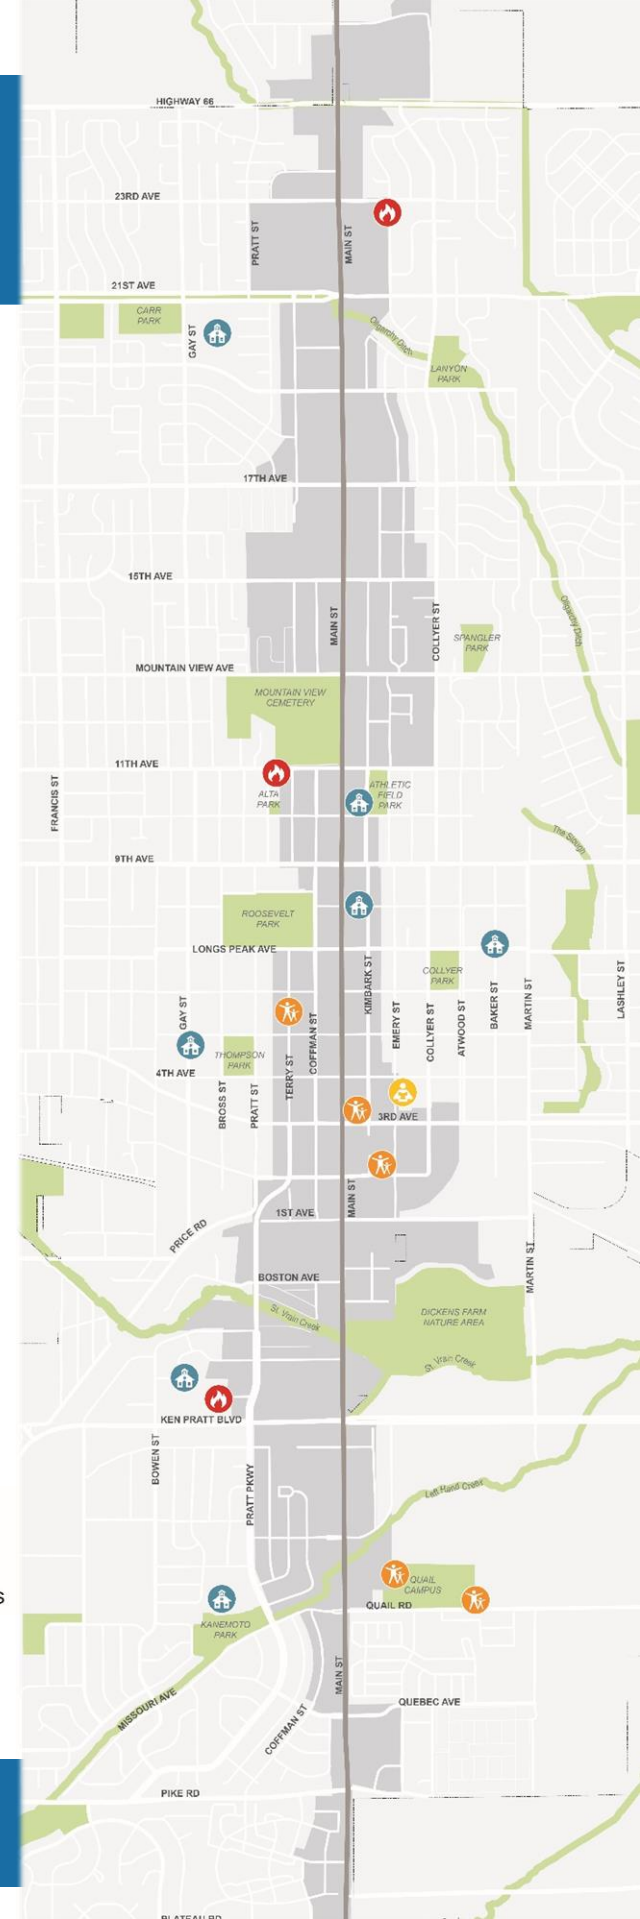 HIGHWAY 66
23RD AVE
PRATT ST
MAIN ST
21ST AVE
CARR
PARK
GAY ST
Oligarchy Ditch
LANYON
PARK
17TH AVE
15TH AVE
MAIN ST
COLLYER ST
Oligarchy Ditch
SPANGLER
PARK
MOUNTAIN VIEW AVE
MOUNTAIN VIEW
CEMETERY
11TH AVE
FRANCIS ST
ALTA
PARK
ATHLETIC
FIELD
PARK
The Slough
9TH AVE
ROOSEVELT
PARK
LONGS PEAK AVE
KIMBARK ST
COLLYER
PARK
GAY ST
COFFMAN ST
EMERY ST
COLLYER ST
ATWOOD ST
BAKER ST
MARTIN ST
LASHLEY ST
THOMPSON
PARK
4TH AVE
BROSS ST
PRATT ST
TERRY ST
3RD AVE
MAIN ST
1ST AVE
PRICE RD
MARTIN ST
BOSTON AVE
St. Vrain Creek
DICKENS FARM
NATURE AREA
St. Vrain Creek
KEN PRATT BLVD
BOWEN ST
PRATT PKWY
Left Hand Creek
QUAIL
CAMPUS
S
QUAIL RD
KANEMOTO
PARK
MAIN ST
MISSOURI AVE
COFFMAN ST
QUEBEC AVE
PIKE RD
PLATEAU RD